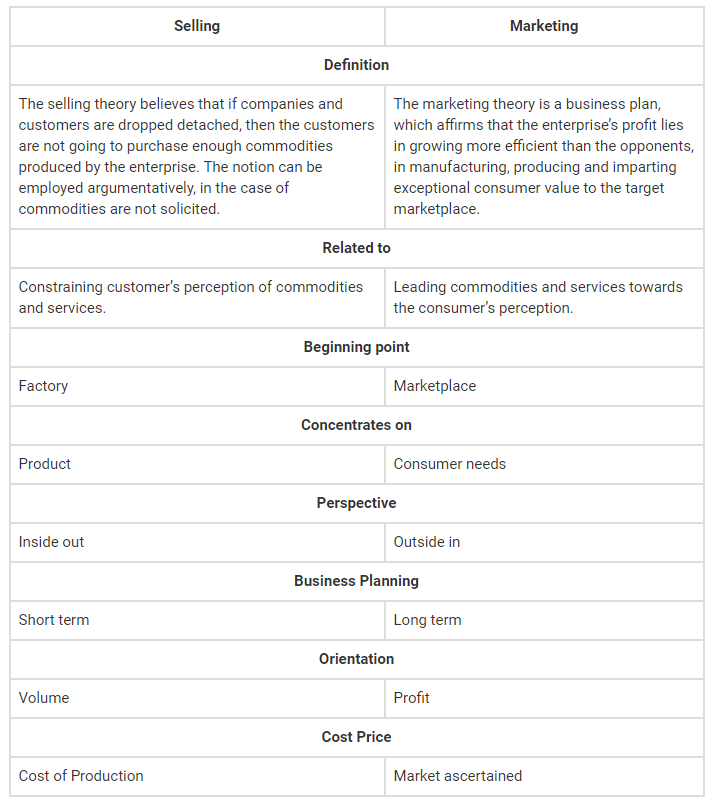 Selling Marketing
Definition
The selling theory believes that if companies and
customers are dropped detached, then the customers
are not going to purchase enough commodities
produced by the enterprise. The notion can be
employed argumentatively, in the case of
commodities are not solicited.
The marketing theory is a business plan,
which affirms that the enterprise’s profit lies
in growing more efficient than the opponents,
in manufacturing, producing and imparting
exceptional consumer value to the target
marketplace.
Related to
Constraining customer’s perception of commodities
and services.
Leading commodities and services towards
the consumer’s perception.
Beginning point
Factory Marketplace
Concentrates on
Product Consumer needs
Perspective
Inside out Outside in
Business Planning
Short term Long term
Orientation
Volume Profit
Cost Price
Cost of Production Market ascertained